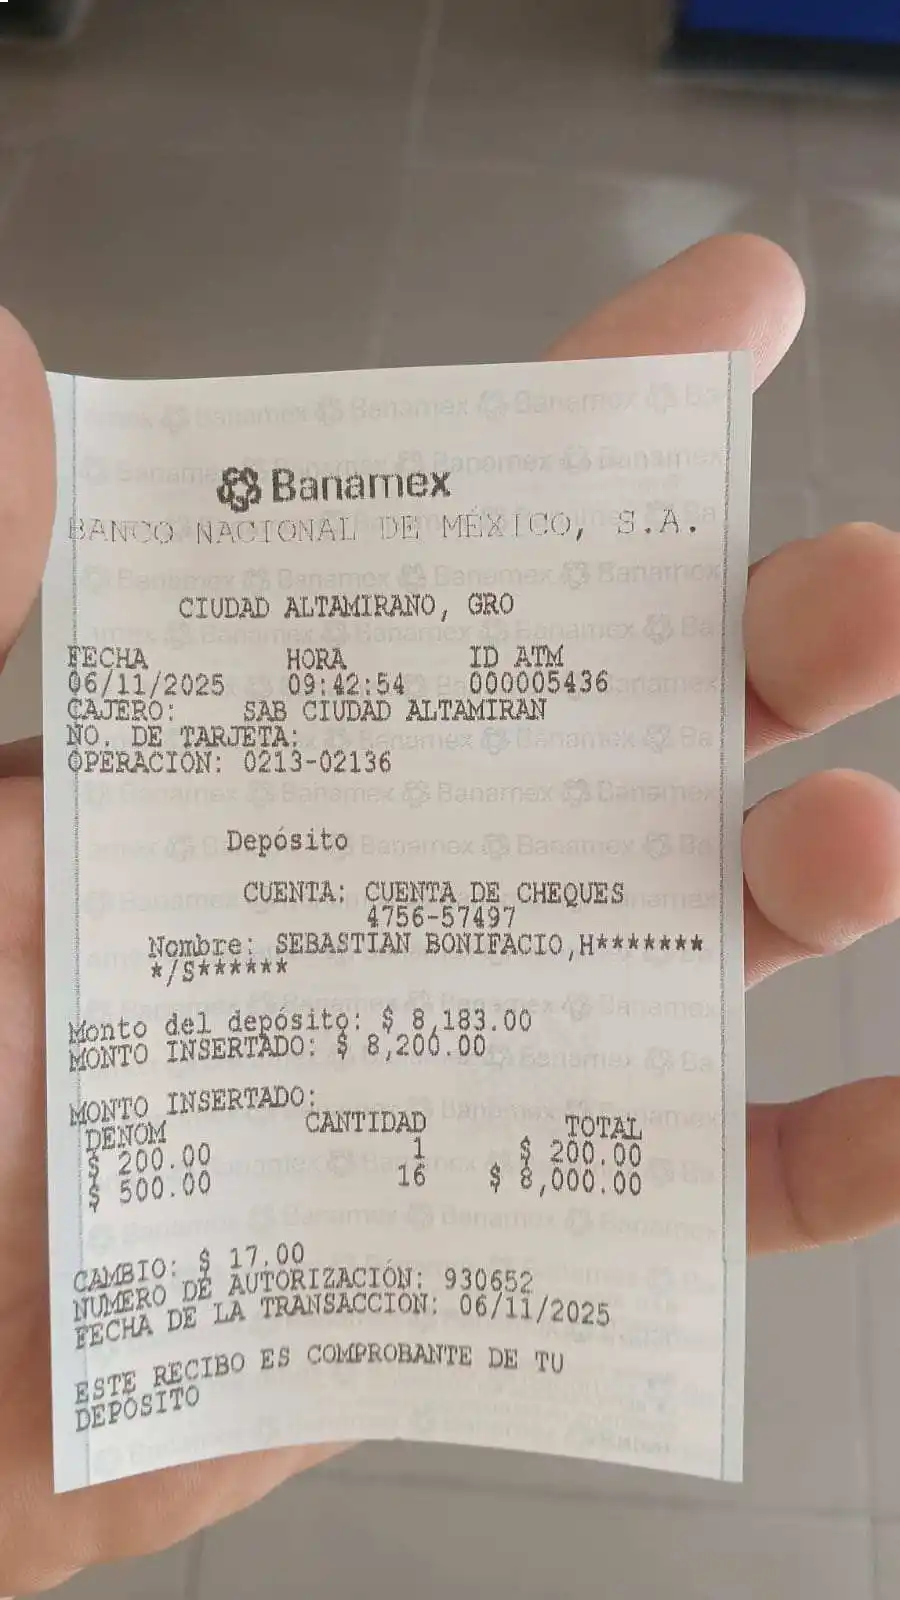 Banamex
BANCO NACIONAL DE MÉXICO, S.A.
CIUDAD ALTAMIRANO, GRO
FECHA HORA ID ATM
06/11/2025 09:42:54 000005436
CAJERO: SAB CIUDAD ALTAMIRAN
NO. DE TARJETA:
OPERACIÓN: 0213-02136
Depósito
CUENTA: CUENTA DE CHEQUES
4756-57497
Nombre: SEBASTIAN BONIFACIO,H*******
*/S******
Monto del depósito: $ 8,183.00
MONTO INSERTADO: $ 8,200.00
MONTO INSERTADO:
DENOM CANTIDAD TOTAL
$ 200.00 1 $ 200.00
$ 500.00 16 $ 8,000.00
CAMBIO: $ 17.00
NUMERO DE AUTORIZACIÓN: 930652
FECHA DE LA TRANSACCIÓN: 06/11/2025
ESTE RECIBO ES COMPROBANTE DE TU
DEPÓSITO